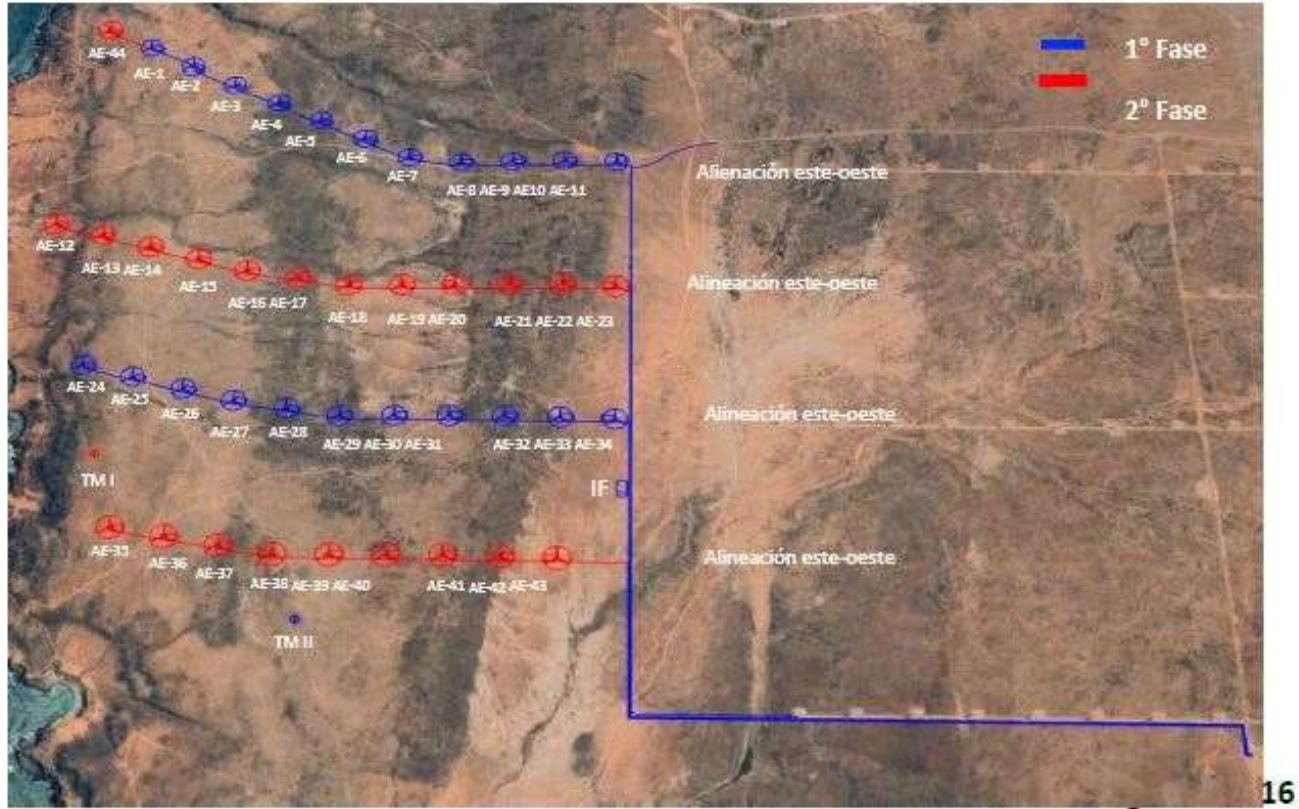 1° Fase
2° Fase
AE-44
AE-1
AE-2
AE-3
AE-4
AE-5
AE-6
AE-7
AE-8 AE-9 AE10 AE-11
Alienación este-oeste
AE-12
AE-13 AE-14
AE-15
AE-16 AE-17
AE-18
AE-19 AE-20
AE-21 AE-22 AE-23
Alineación este-oeste
AE-24
AE-25
AE-26
AE-27
AE-28
AE-29 AE-30 AE-31
AE-32 AE-33 AE-34
Alineación este-oeste
TM I
IF
AE-35
AE-36
AE-37
AE-38 AE-39 AE-40
AE-41 AE-42 AE-43
Alineación este-oeste
TM II
16